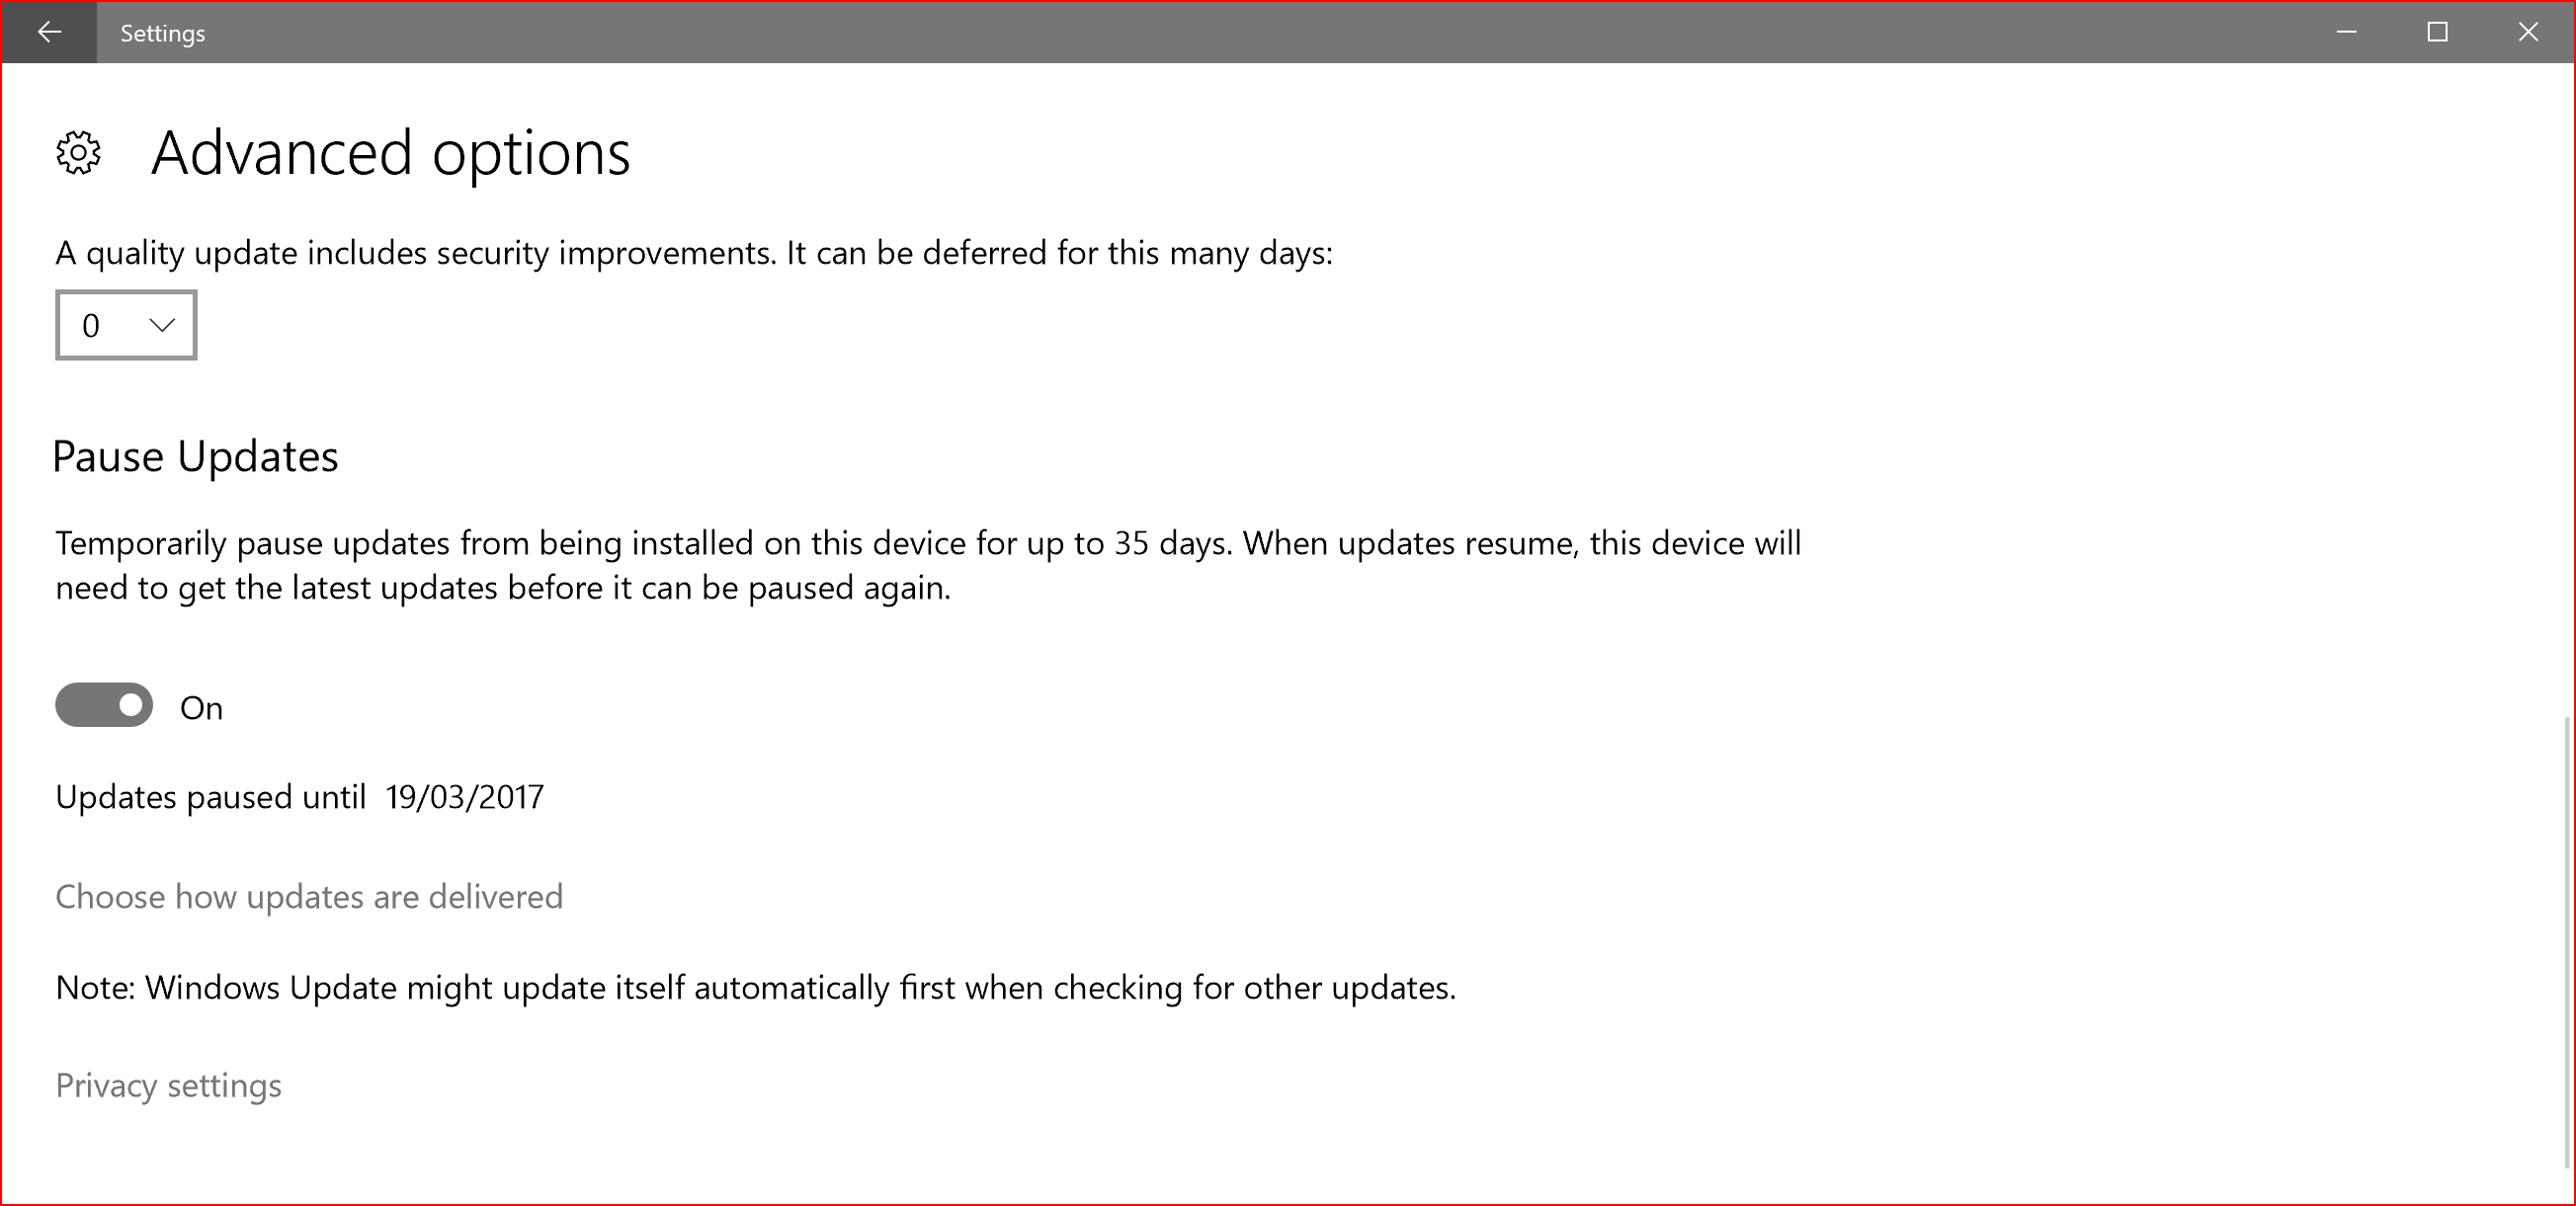 Settings
Advanced options
A quality update includes security improvements. It can be deferred for this many days:
0
Pause Updates
Temporarily pause updates from being installed on this device for up to 35 days. When updates resume, this device will
need to get the latest updates before it can be paused again.
On
Updates paused until 19/03/2017
Choose how updates are delivered
Note: Windows Update might update itself automatically first when checking for other updates.
Privacy settings